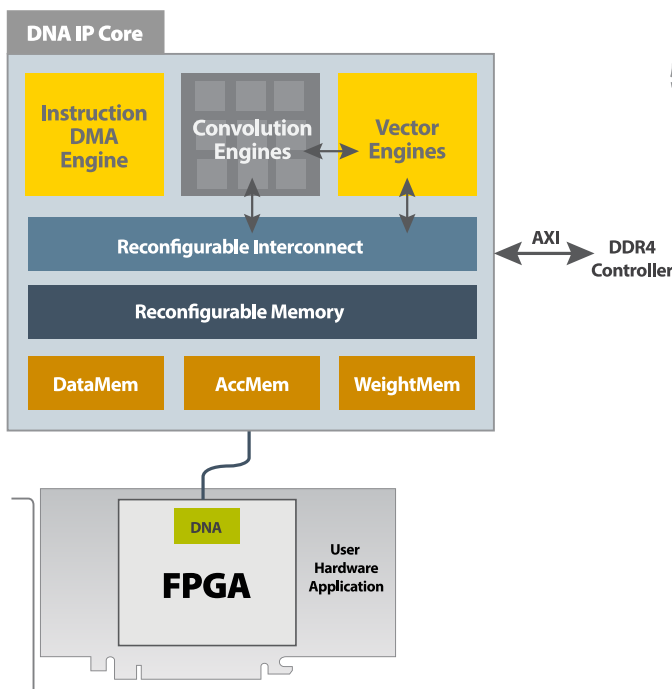 DNA IP Core
Instruction
DMA
Engine
Convolution
Engines
Vector
Engines
Reconfigurable Interconnect
AXI
DDR4
Controller
Reconfigurable Memory
DataMem
AccMem
WeightMem
DNA
FPGA
User
Hardware
Application